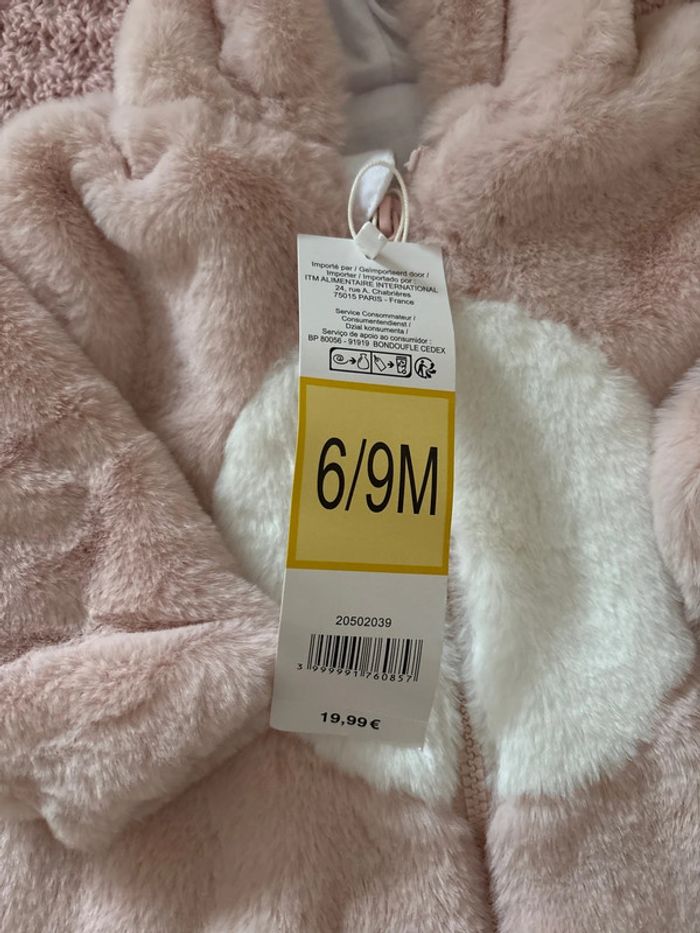 Importé par / Geïmporteerd door /
Importer / Importado por :
ITM ALIMENTAIRE INTERNATIONAL
24, rue A. Chabrières
75015 PARIS - France
Service Consommateur /
Consumentendienst /
Dzial konsumenta /
Serviço de apoio ao consumidor :
BP 80056 - 91919 BONDOUFLE CEDEX
6/9M
20502039
3 999991 760857
19,99€